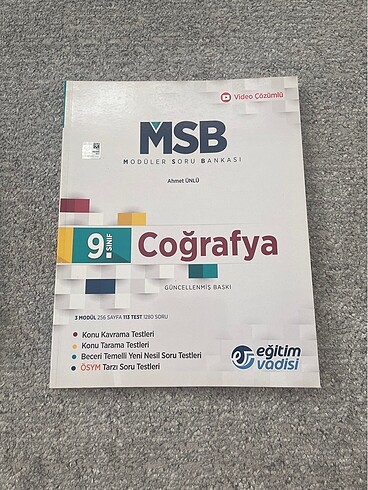 Video Çözümlü
MSB
MODÜLER SORU BANKASI
Ahmet ÜNLÜ
9. SINIF
Coğrafya
GÜNCELLENMİŞ BASKI
3 MODÜL 256 SAYFA 113 TEST 1280 SORU
Konu Kavrama Testleri
Konu Tarama Testleri
Beceri Temelli Yeni Nesil Soru Testleri
ÖSYM Tarzı Soru Testleri
eğitim
vadisi